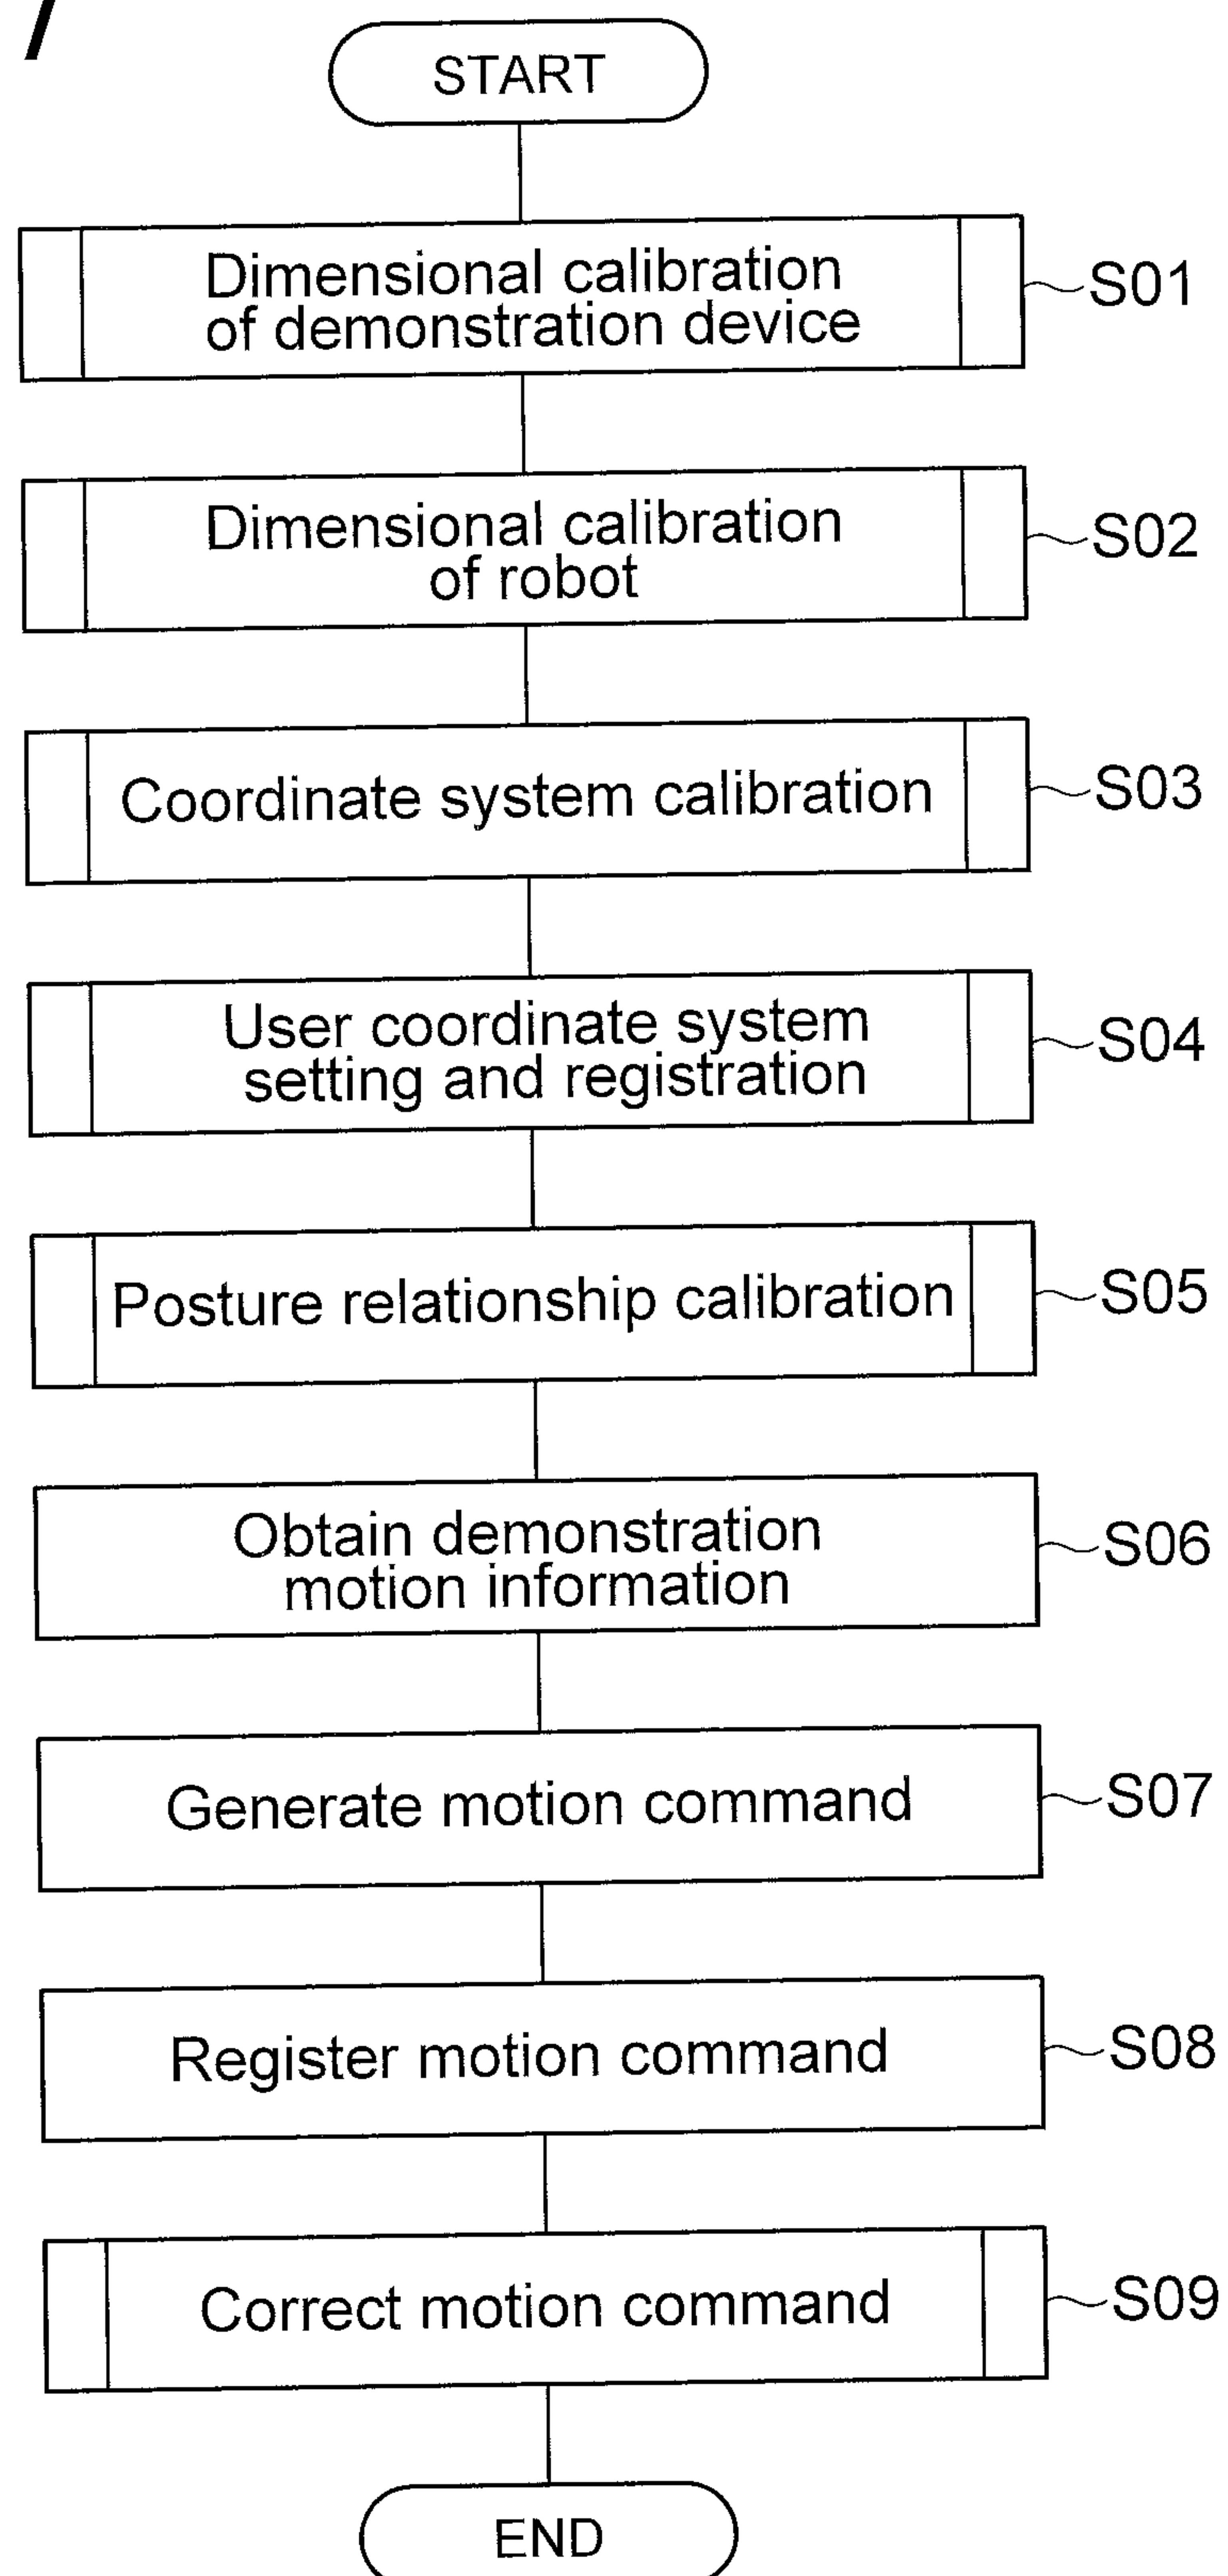 7
START
Dimensional calibration
of demonstration device
S01
Dimensional calibration
of robot
S02
Coordinate system calibration
S03
User coordinate system
setting and registration
S04
Posture relationship calibration
S05
Obtain demonstration
motion information
S06
Generate motion command
S07
Register motion command
S08
Correct motion command
S09
END